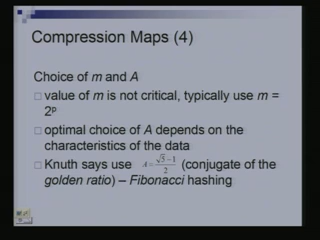 Compression Maps (4)
Choice of m and A
value of m is not critical, typically use m =
2ᵖ
optimal choice of A depends on the
characteristics of the data
Knuth says use A = (√5 − 1)/2 (conjugate of the
golden ratio) – Fibonacci hashing